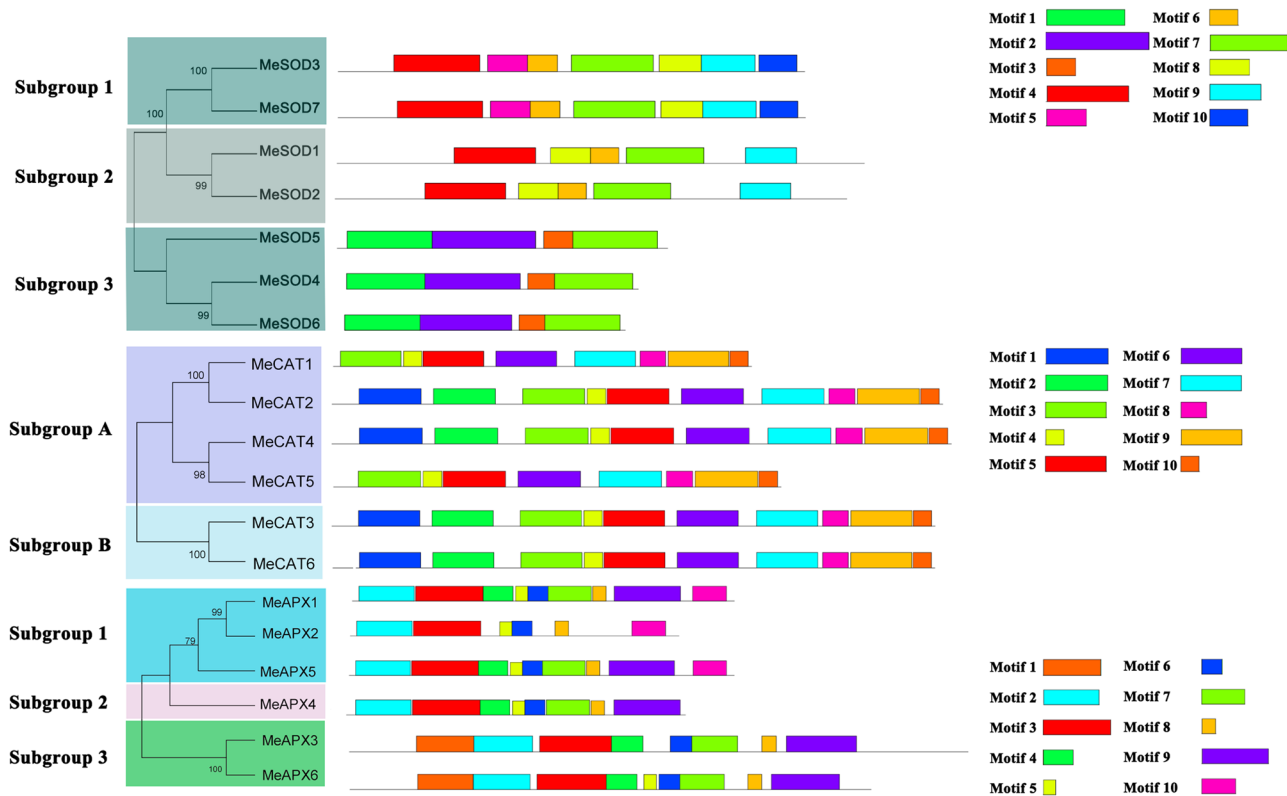 Motif 1 Motif 6
Motif 2 Motif 7
Motif 3 Motif 8
Motif 4 Motif 9
Motif 5 Motif 10
Subgroup 1
100
100
MeSOD3
MeSOD7
Subgroup 2
99
MeSOD1
MeSOD2
Subgroup 3
99
MeSOD5
MeSOD4
MeSOD6
Subgroup A
100
98
MeCAT1
MeCAT2
MeCAT4
MeCAT5
Subgroup B
100
MeCAT3
MeCAT6
Motif 1 Motif 6
Motif 2 Motif 7
Motif 3 Motif 8
Motif 4 Motif 9
Motif 5 Motif 10
Subgroup 1
99
79
MeAPX1
MeAPX2
MeAPX5
Subgroup 2
MeAPX4
Subgroup 3
100
MeAPX3
MeAPX6
Motif 1 Motif 6
Motif 2 Motif 7
Motif 3 Motif 8
Motif 4 Motif 9
Motif 5 Motif 10